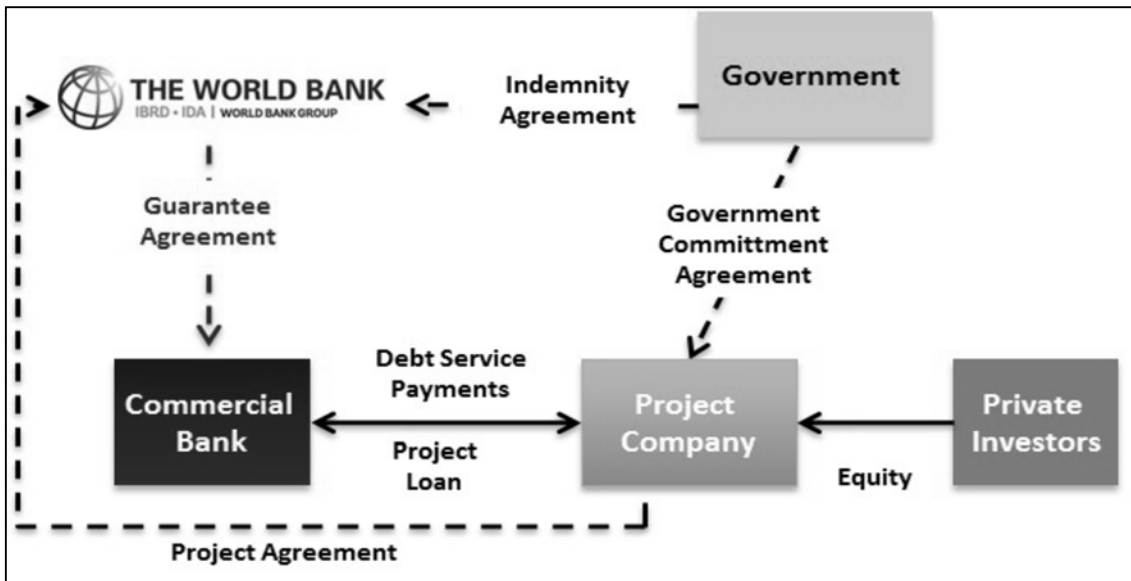 Government
THE WORLD BANK
IBRD • IDA | WORLD BANK GROUP
Indemnity
Agreement
Guarantee
Agreement
Government
Committment
Agreement
Debt Service
Payments
Commercial
Bank
Project
Company
Private
Investors
Project
Loan
Equity
Project Agreement